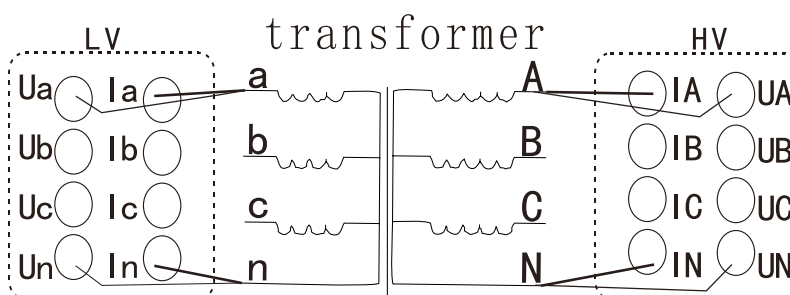 LV transformer HV
Ua Ia a A IA UA
Ub Ib b B IB UB
Uc Ic c C IC UC
Un In n N IN UN